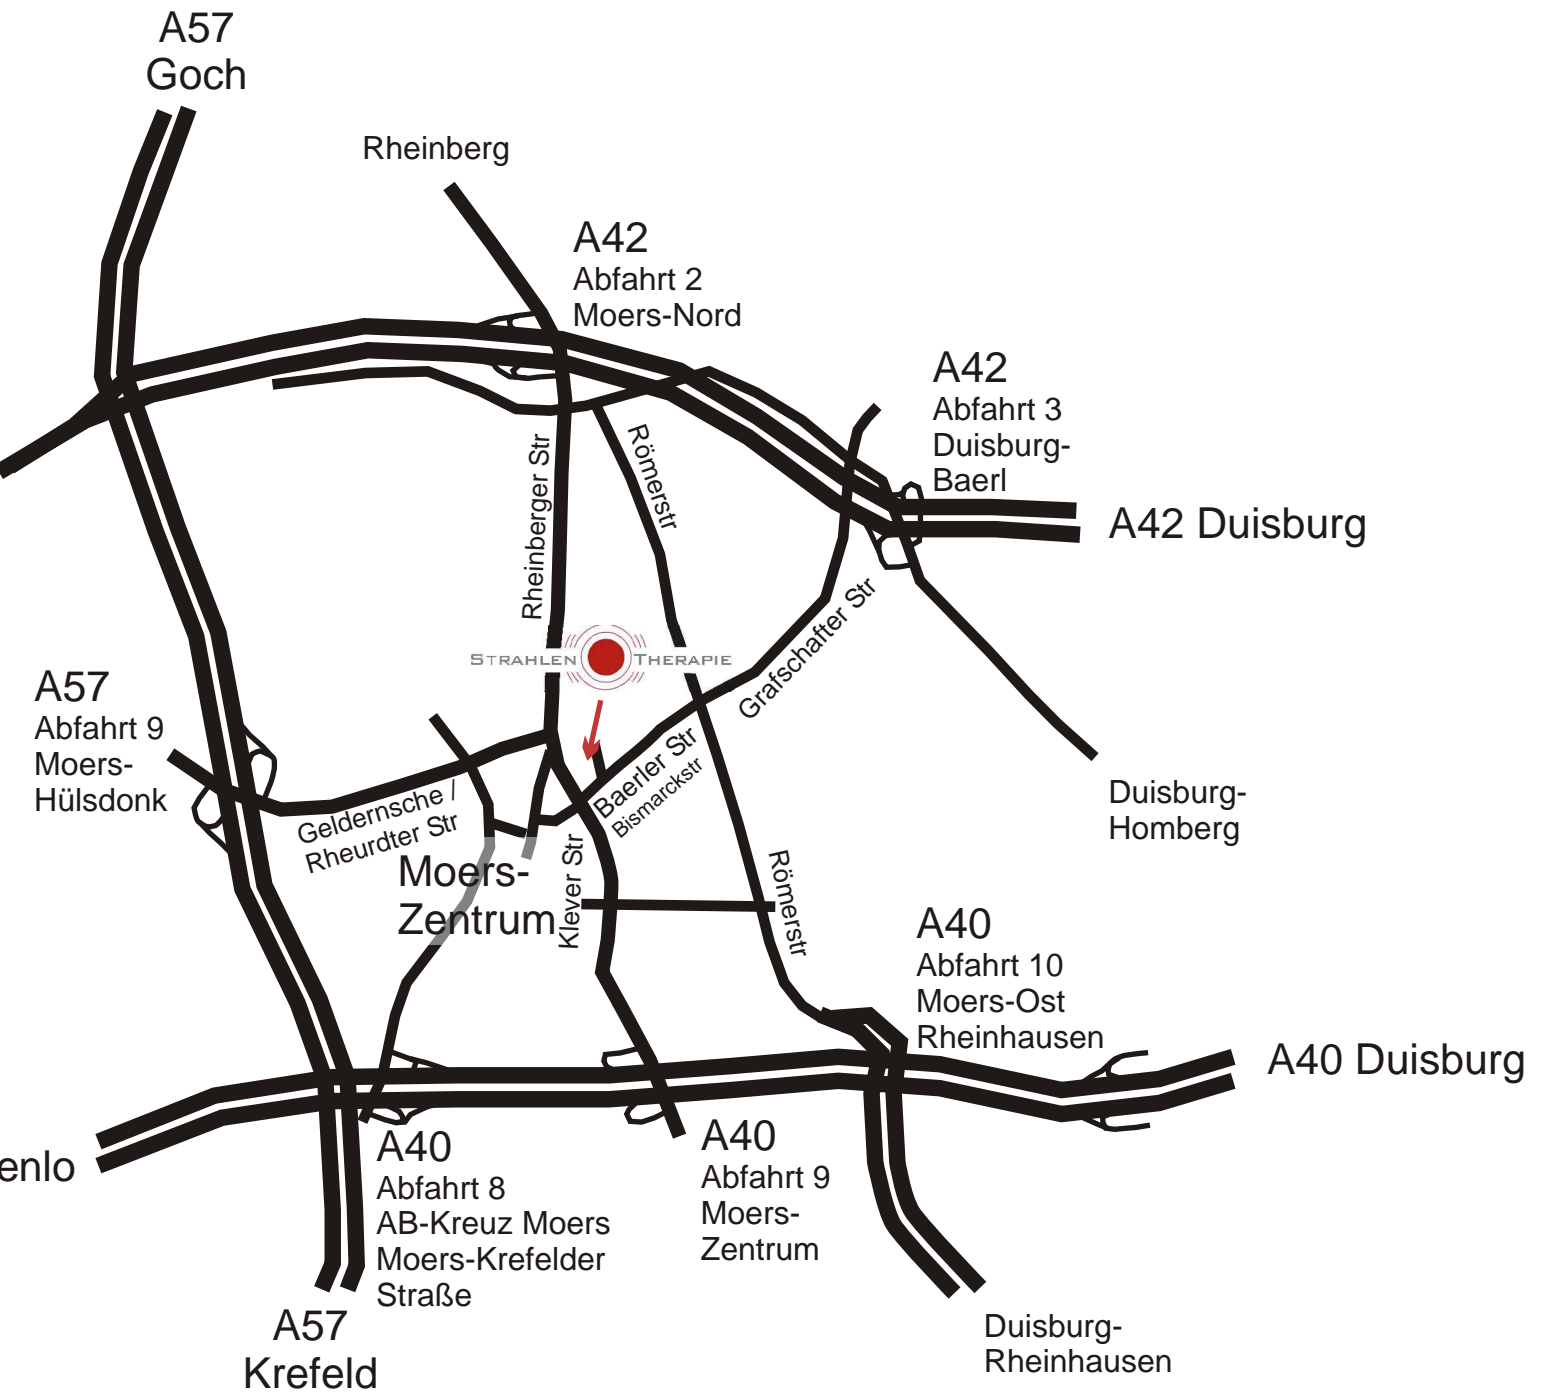 A57
Goch
Rheinberg
A42
Abfahrt 2
Moers-Nord
A42
Abfahrt 3
Duisburg-
Baerl
A42 Duisburg
Rheinberger Str
Römerstr
STRAHLEN THERAPIE
Grafschafter Str
A57
Abfahrt 9
Moers-
Hülsdonk
Baerler Str
Bismarckstr
Geldernsche /
Rheurdter Str
Duisburg-
Homberg
Moers-
Zentrum
Klever Str
Römerstr
A40
Abfahrt 10
Moers-Ost
Rheinhausen
A40 Duisburg
enlo
A40
Abfahrt 8
AB-Kreuz Moers
Moers-Krefelder
Straße
A40
Abfahrt 9
Moers-
Zentrum
A57
Krefeld
Duisburg-
Rheinhausen